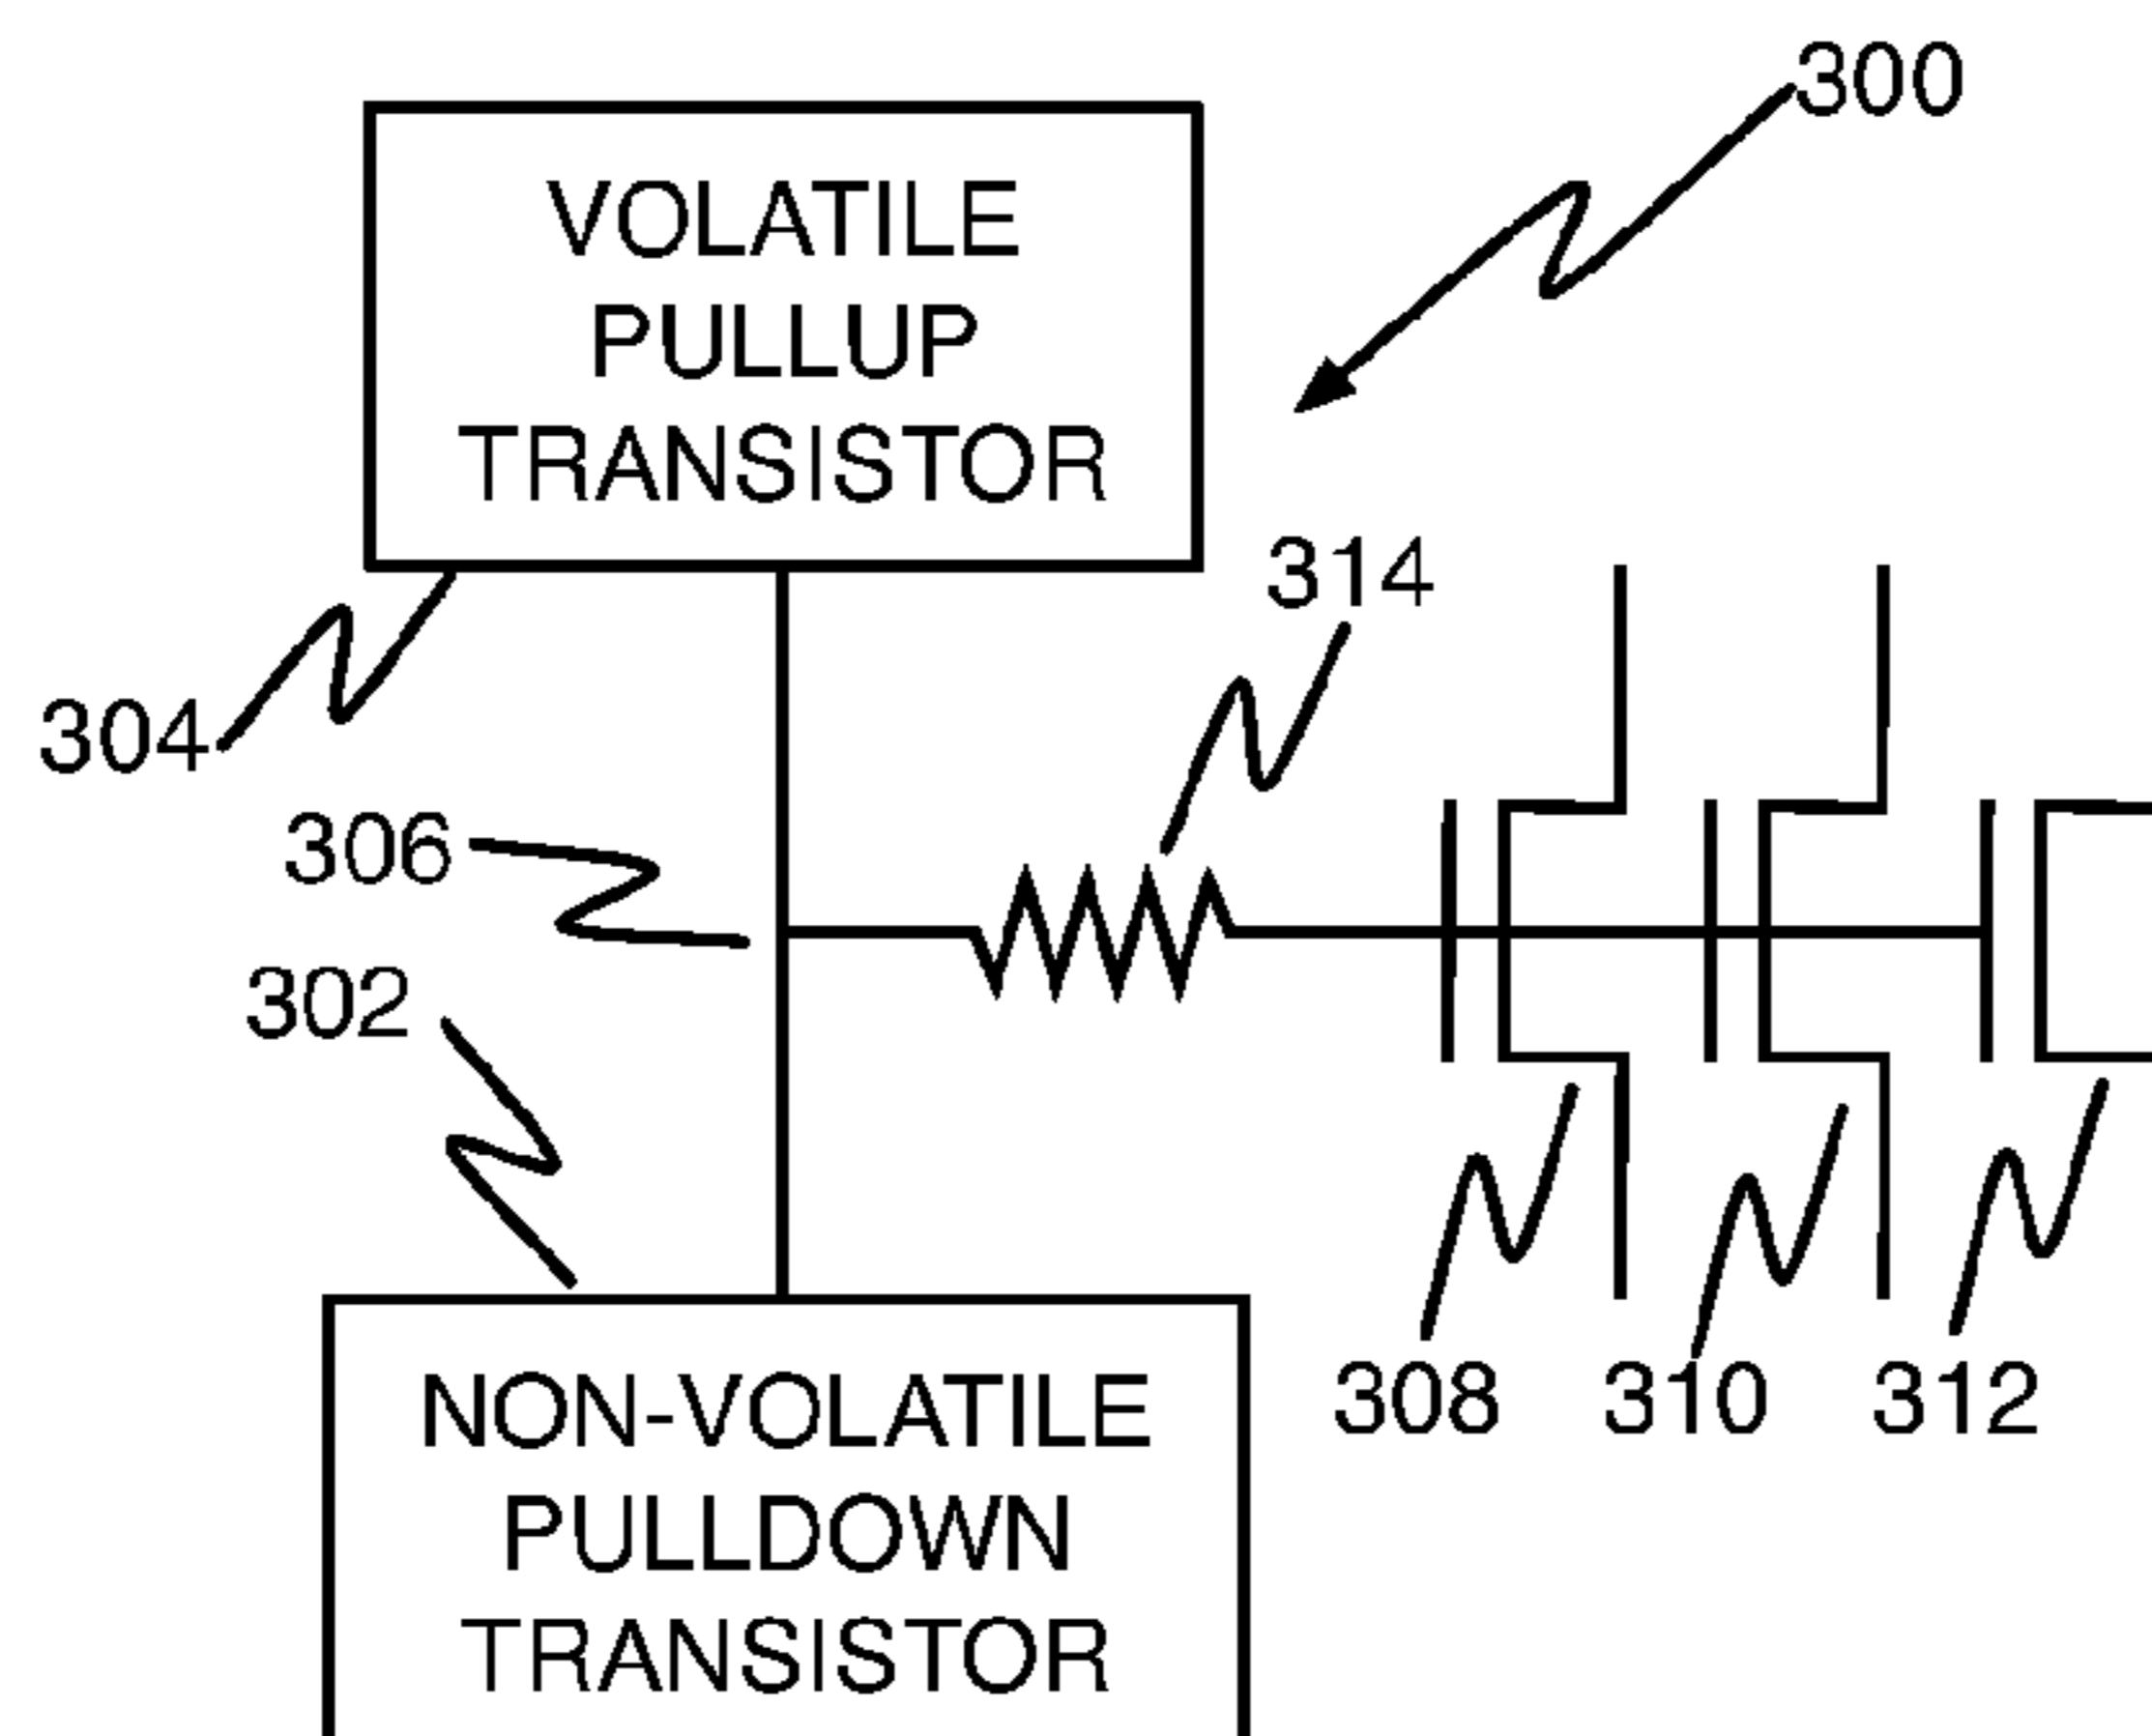 300
VOLATILE
PULLUP
TRANSISTOR
314
304
306
302
NON-VOLATILE
PULLDOWN
TRANSISTOR
308 310 312